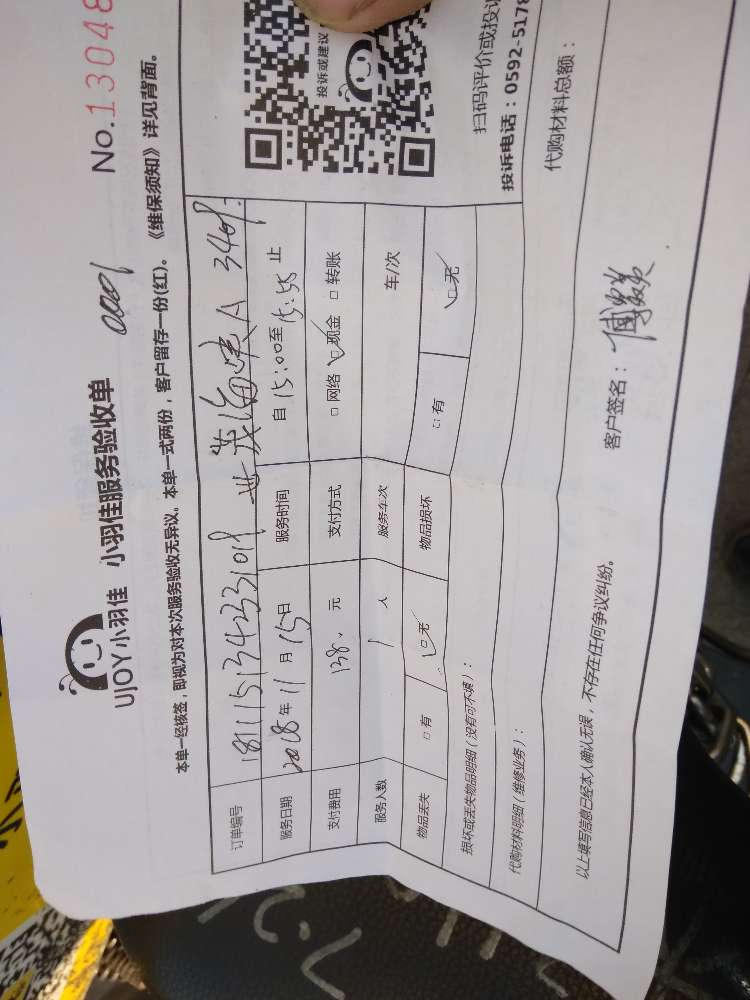 UJOY小羽佳 小羽佳服务验收单 0001 No.13048
本单一经核签，即视为对本次服务验收无异议。本单一式两份，客户留存一份(红)。《维保须知》详见背面。
订单编号 世茂海峡A 3401.
服务日期 2018年11月15日 服务时间 自15:00至15:55止
支付费用 138. 元 支付方式 □网络 ☑现金 □转账
服务人数 1 人 服务车次 车/次
物品丢失 □有 ☑无 物品损坏 □有 ☑无
损坏或丢失物品明细（没有可不填）：
代购材料明细（维修业务）： 代购材料总额：
以上填写信息已经本人确认无误，不存在任何争议纠纷。 客户签名：
投诉或建议
扫码评价或投诉
投诉电话：0592-5178